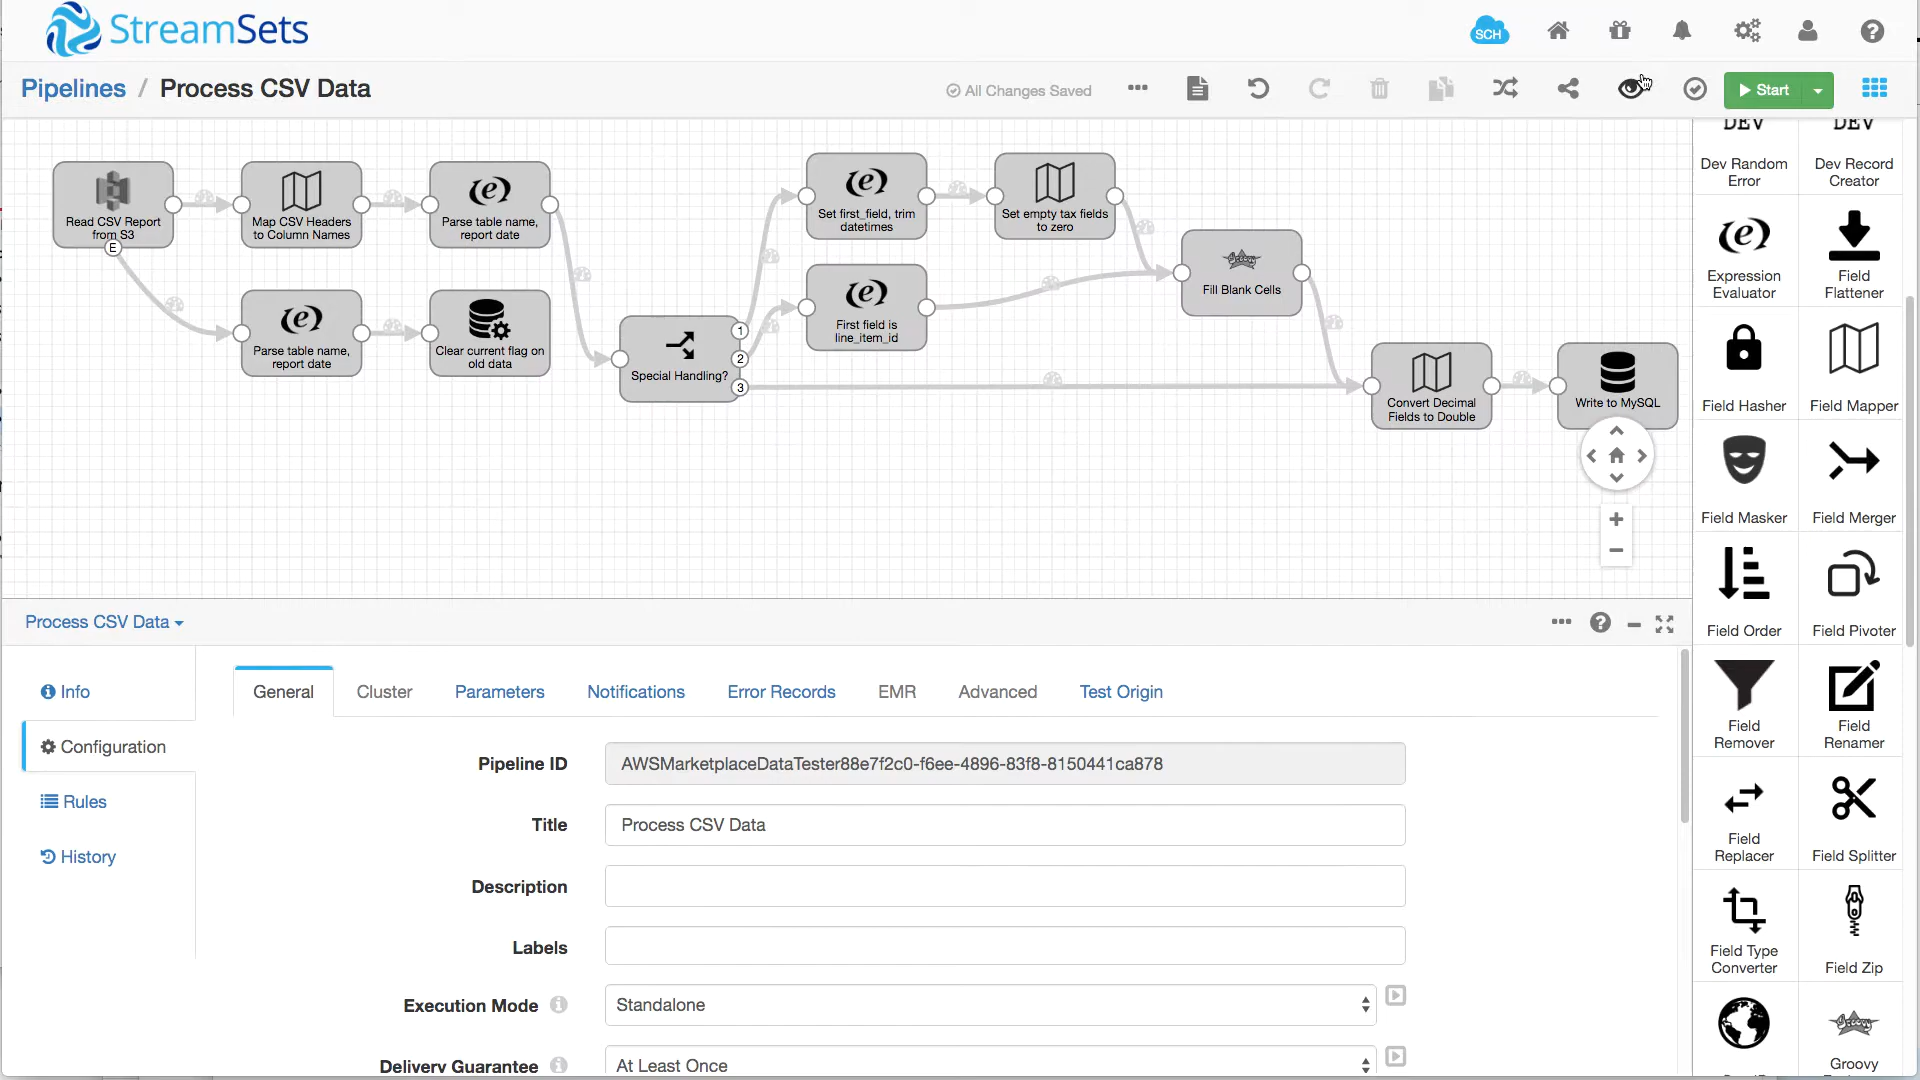 StreamSets
SCH
Pipelines / Process CSV Data
All Changes Saved
Start
Read CSV Report
from S3
E
Map CSV Headers
to Column Names
Parse table name,
report date
Parse table name,
report date
Clear current flag on
old data
Special Handling?
1
2
3
Set first_field, trim
datetimes
Set empty tax fields
to zero
First field is
line_item_id
Groovy
Fill Blank Cells
Convert Decimal
Fields to Double
Write to MySQL
DEV
DEV
Dev Random
Error
Dev Record
Creator
Expression
Evaluator
Field
Flattener
Field Hasher
Field Mapper
Field Masker
Field Merger
Field Order
Field Pivoter
Field
Remover
Field
Renamer
Field
Replacer
Field Splitter
Field Type
Converter
Field Zip
Groovy
Groovy
Process CSV Data
Info
Configuration
Rules
History
General
Cluster
Parameters
Notifications
Error Records
EMR
Advanced
Test Origin
Pipeline ID
AWSMarketplaceDataTester88e7f2c0-f6ee-4896-83f8-8150441ca878
Title
Process CSV Data
Description
Labels
Execution Mode
Standalone
Delivery Guarantee
At Least Once